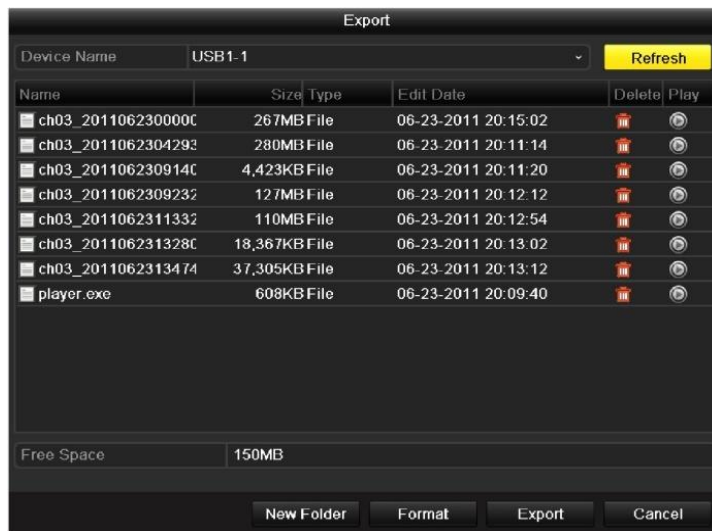 Export
Device Name USB1-1 Refresh
Name Size Type Edit Date Delete Play
ch03_2011062300000 267MB File 06-23-2011 20:15:02
ch03_2011062304293 280MB File 06-23-2011 20:11:14
ch03_2011062309140 4,423KB File 06-23-2011 20:11:20
ch03_2011062309232 127MB File 06-23-2011 20:12:12
ch03_2011062311332 110MB File 06-23-2011 20:12:54
ch03_2011062313280 18,367KB File 06-23-2011 20:13:02
ch03_2011062313474 37,305KB File 06-23-2011 20:13:12
player.exe 608KB File 06-23-2011 20:09:40
Free Space 150MB
New Folder Format Export Cancel